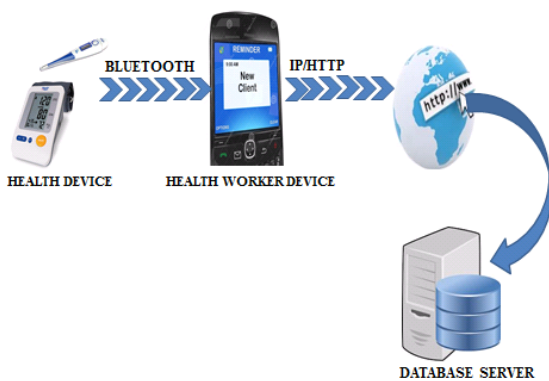 BLUETOOTH
IP/HTTP
REMINDER
New
Client
http://www
HEALTH DEVICE
HEALTH WORKER DEVICE
DATABASE SERVER